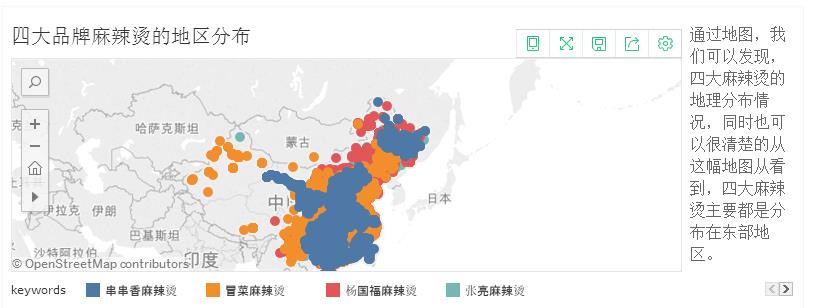 四大品牌麻辣烫的地区分布
通过地图，我
们可以发现，
四大麻辣烫的
地理分布情
况，同时也可
以很清楚的从
这幅地图从看
到，四大麻辣
烫主要都是分
布在东部地
区。
哈萨克斯坦
蒙古
日本
中
伊拉克
伊朗
巴基斯坦
沙特阿拉伯
印度
© OpenStreetMap contributors
keywords 串串香麻辣烫 冒菜麻辣烫 杨国福麻辣烫 张亮麻辣烫